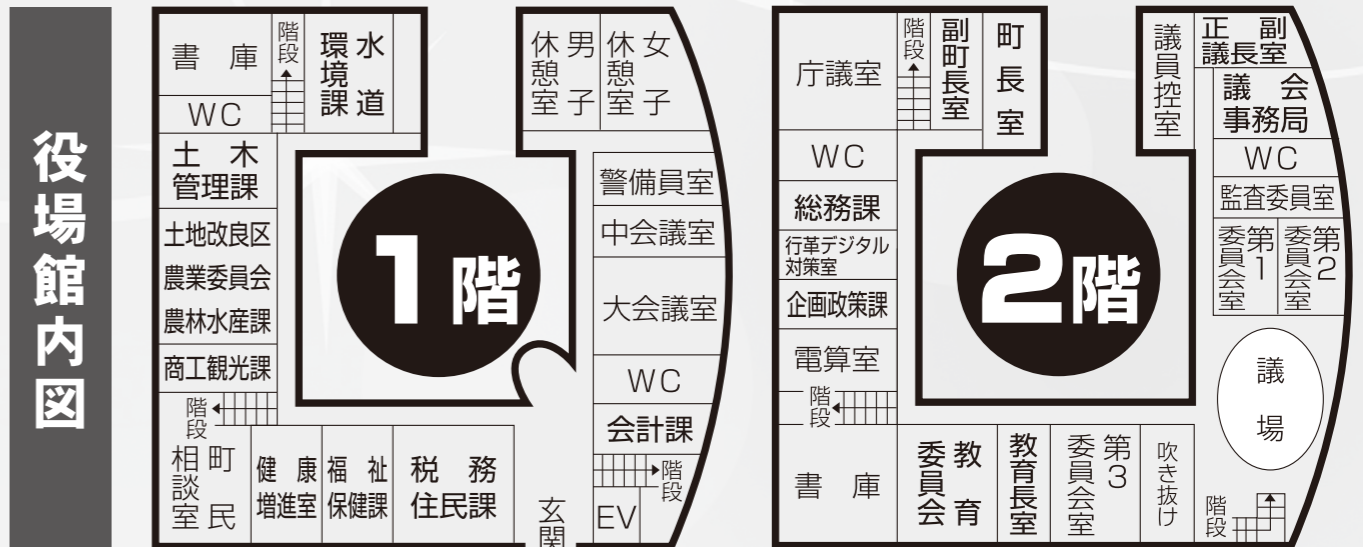 役場館内図
1階
書庫
階段
水道
環境課
WC
土木
管理課
土地改良区
農業委員会
農林水産課
商工観光課
階段
町民
相談室
健康
増進室
福祉
保健課
税務
住民課
玄関
男子
休憩室
女子
休憩室
警備員室
中会議室
大会議室
WC
会計課
階段
EV
2階
庁議室
階段
副町長室
町長室
WC
総務課
行革デジタル
対策室
企画政策課
電算室
階段
書庫
教育
委員会
教育長室
第3
委員会室
吹き抜け
議員控室
正副
議長室
議会
事務局
WC
監査委員室
第1
委員会室
第2
委員会室
議場
階段